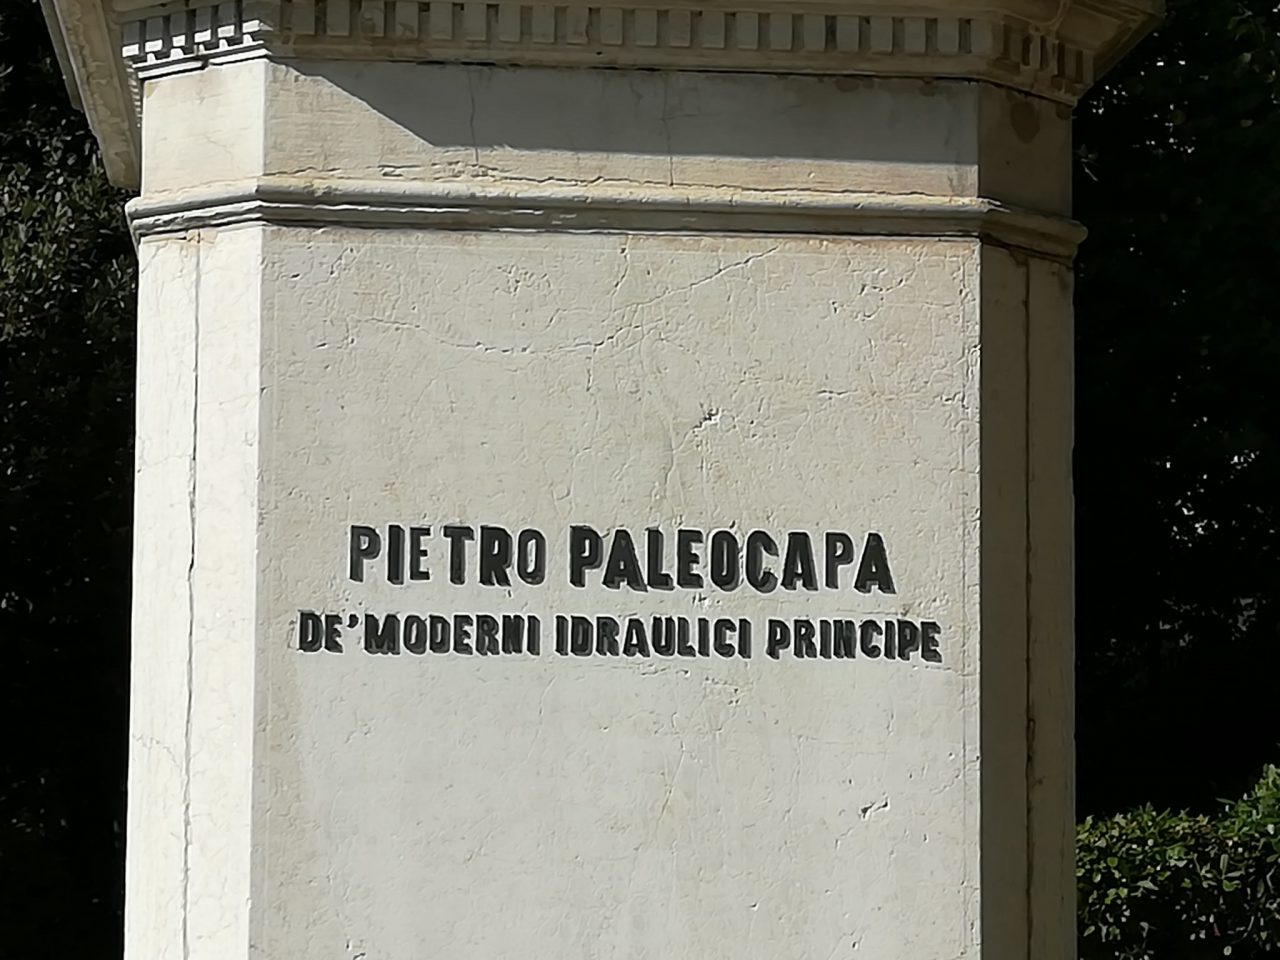 PIETRO PALEOCAPA
DE' MODERNI IDRAULICI PRINCIPE